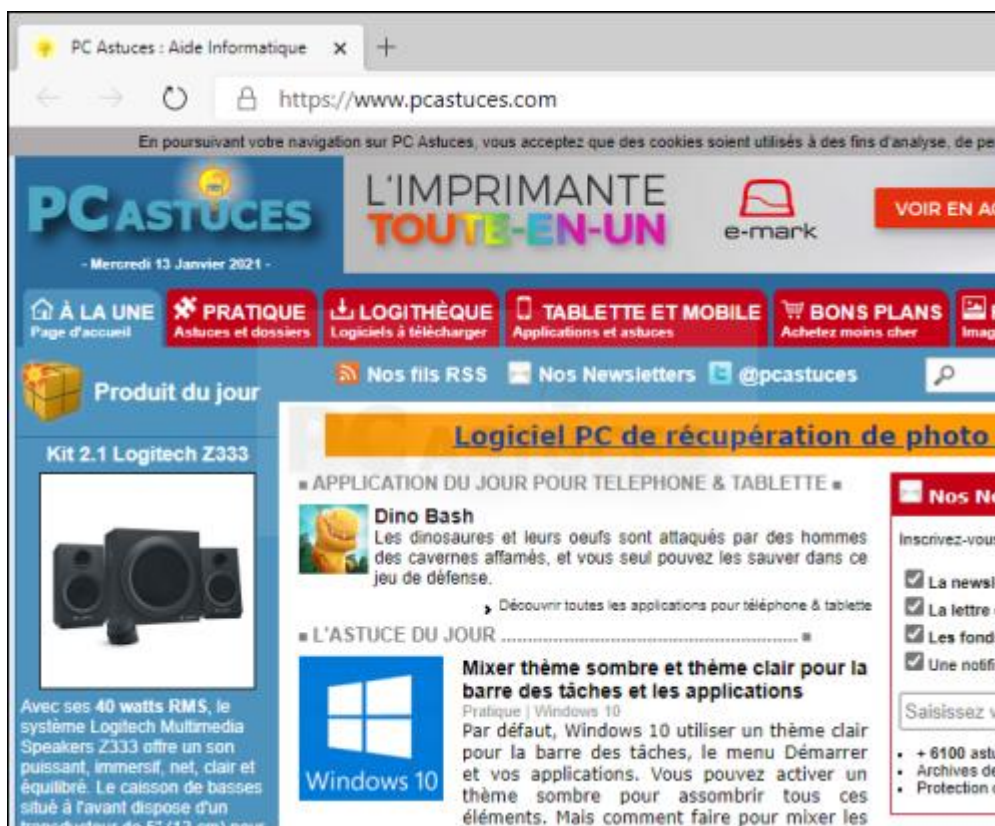 PC Astuces : Aide Informatique
https://www.pcastuces.com
En poursuivant votre navigation sur PC Astuces, vous acceptez que des cookies soient utilisés à des fins d'analyse, de
PC ASTUCES
- Mercredi 13 Janvier 2021 -
L'IMPRIMANTE
TOUTE-EN-UN
e-mark
VOIR EN
À LA UNE
Page d'accueil
PRATIQUE
Astuces et dossiers
LOGITHÈQUE
Logiciels à télécharger
TABLETTE ET MOBILE
Applications et astuces
BONS PLANS
Achetez moins cher
Nos fils RSS
Nos Newsletters
@pcastuces
Produit du jour
Kit 2.1 Logitech Z333
Avec ses 40 watts RMS, le
système Logitech Multimedia
Speakers Z333 offre un son
puissant, immersif, net, clair et
équilibré. Le caisson de basses
situé à l'avant dispose d'un
Logiciel PC de récupération de photo
APPLICATION DU JOUR POUR TELEPHONE & TABLETTE
Dino Bash
Les dinosaures et leurs oeufs sont attaqués par des hommes
des cavernes affamés, et vous seul pouvez les sauver dans ce
jeu de défense.
Découvrir toutes les applications pour téléphone & tablette
L'ASTUCE DU JOUR
Windows 10
Mixer thème sombre et thème clair pour la
barre des tâches et les applications
Pratique | Windows 10
Par défaut, Windows 10 utiliser un thème clair
pour la barre des tâches, le menu Démarrer
et vos applications. Vous pouvez activer un
thème sombre pour assombrir tous ces
éléments. Mais comment faire pour mixer les
Nos
La
La lettre
Les
Une
Saisissez
+ 6100
Archives
Protection